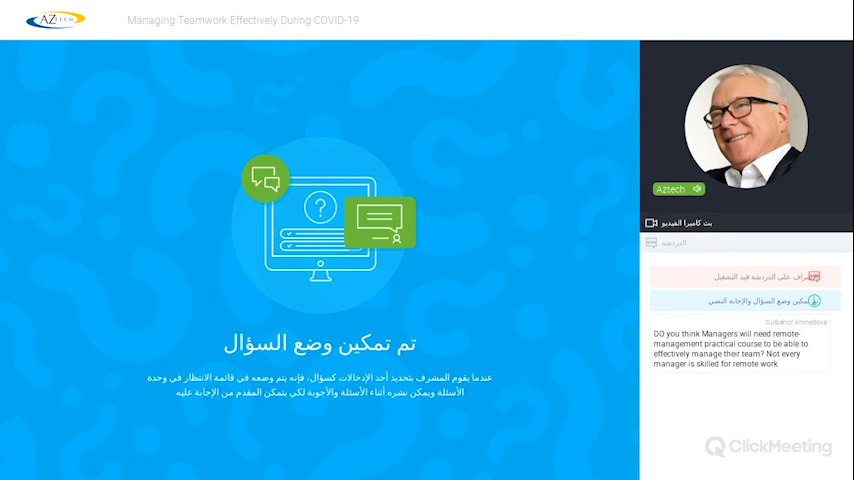 AZTECH
Managing Teamwork Effectively During COVID-19
تم تمكين وضع السؤال
عندما يقوم المشرف بتحديد أحد الإدخالات كسؤال، فإنه يتم وضعه في قائمة الانتظار في وحدة
الأسئلة ويمكن نشره أثناء الأسئلة والأجوبة لكي يتمكن المقدم من الإجابة عليه
Aztech
بث كاميرا الفيديو
الدردشة
على الدردشة قيد التشغيل
تمكين وضع السؤال والإجابة النصي
Gulbahor Ahmedova
DO you think Managers will need remote-
management practical course to be able to
effectively manage their team? Not every
manager is skilled for remote work
ClickMeeting